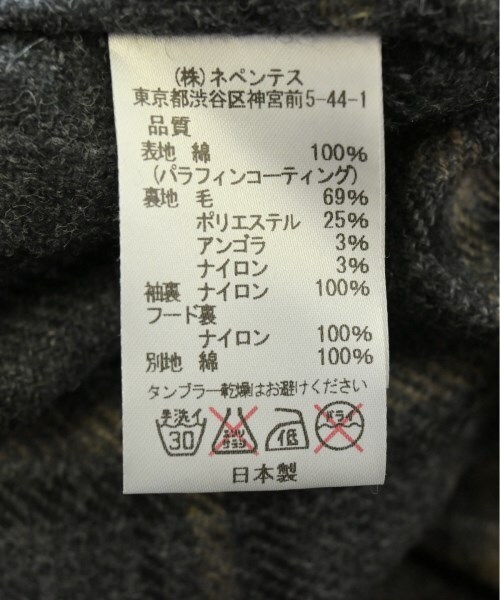 （株）ネペンテス
東京都渋谷区神宮前5-44-1
品質
表地 綿 100%
（パラフィンコーティング）
裏地 毛 69%
ポリエステル 25%
アンゴラ 3%
ナイロン 3%
袖裏 ナイロン 100%
フード裏
ナイロン 100%
別地 綿 100%
タンブラー乾燥はお避けください
手洗イ 30 エンソサラシ 低 ドライ
日本製